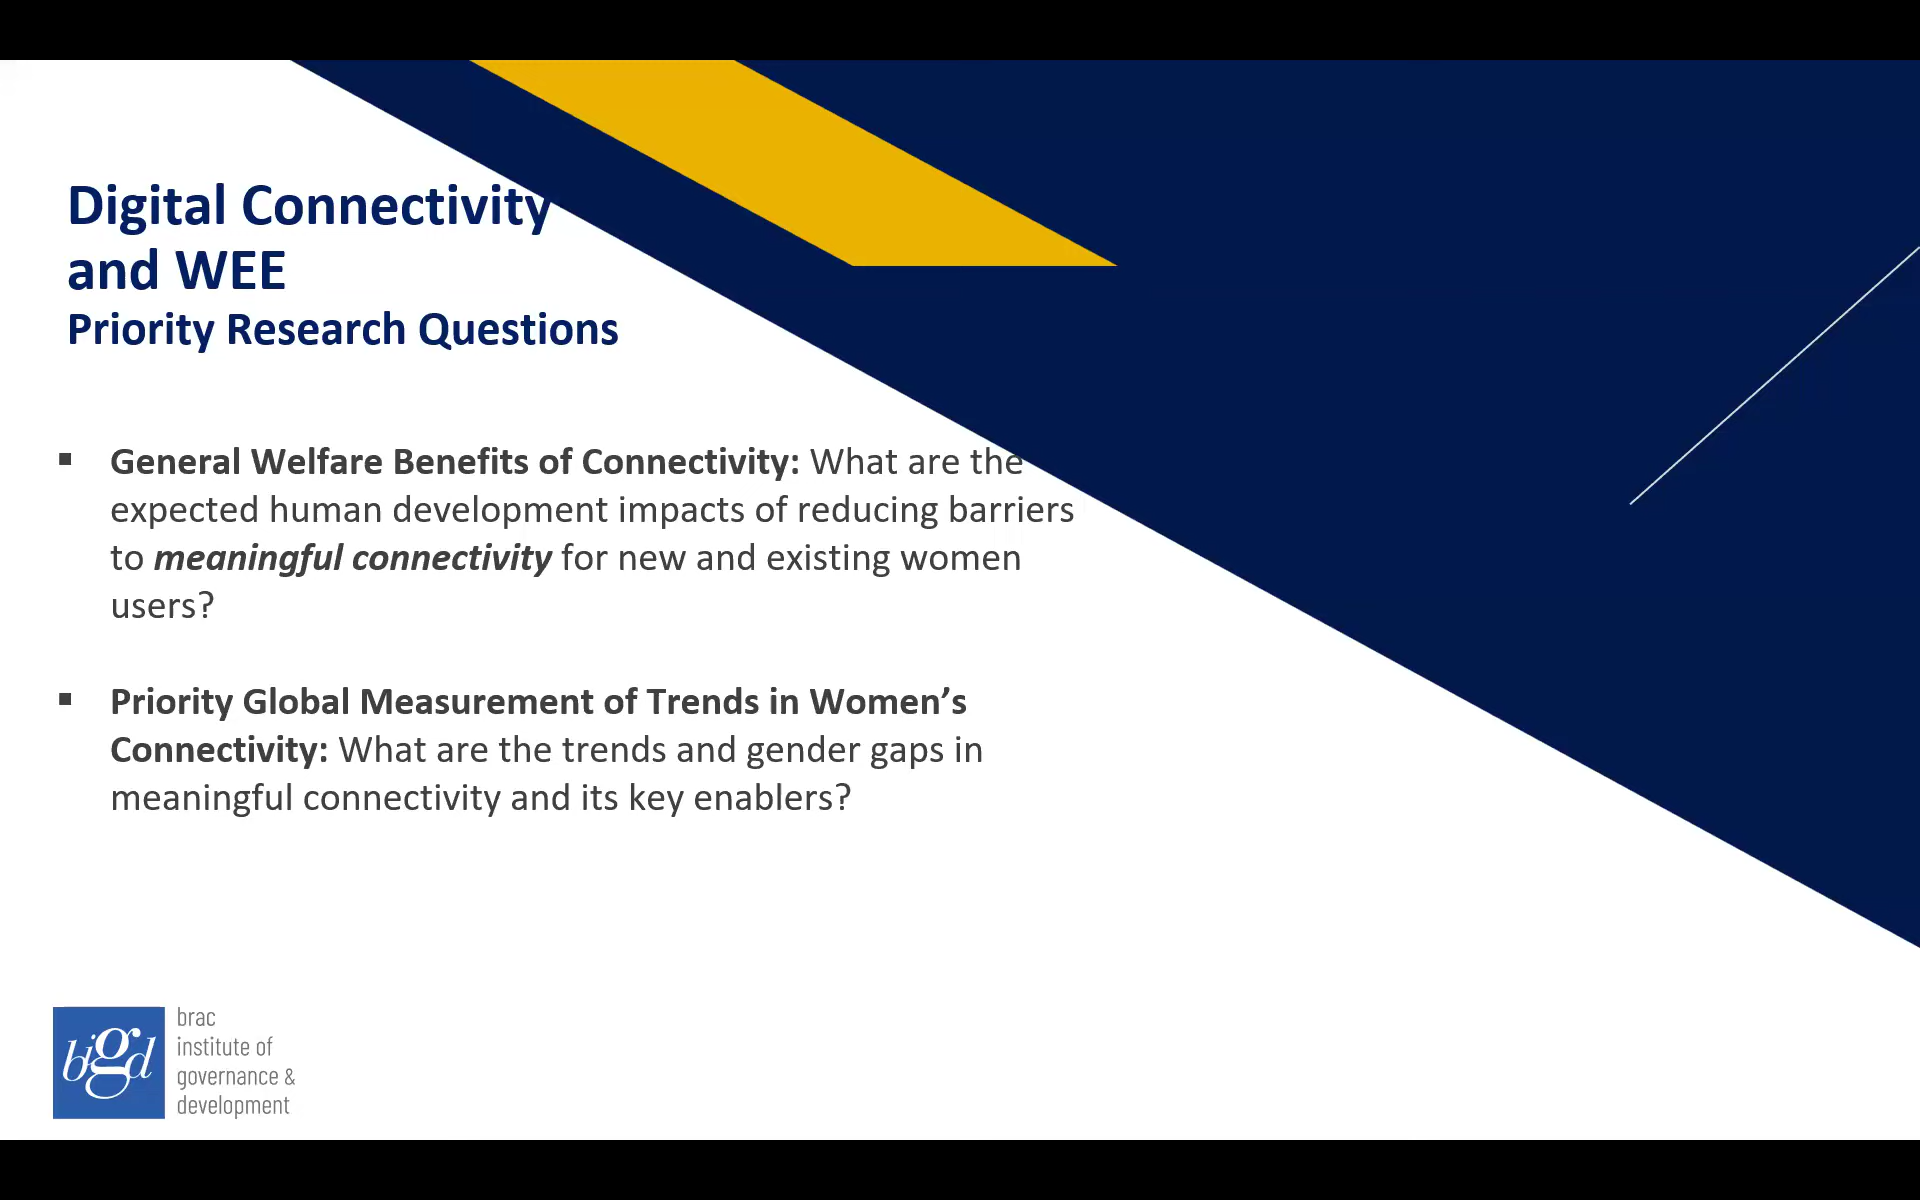 Digital Connectivity
and WEE
Priority Research Questions
▪ General Welfare Benefits of Connectivity: What are the
expected human development impacts of reducing barriers
to meaningful connectivity for new and existing women
users?
▪ Priority Global Measurement of Trends in Women’s
Connectivity: What are the trends and gender gaps in
meaningful connectivity and its key enablers?
bigd
brac
institute of
governance &
development